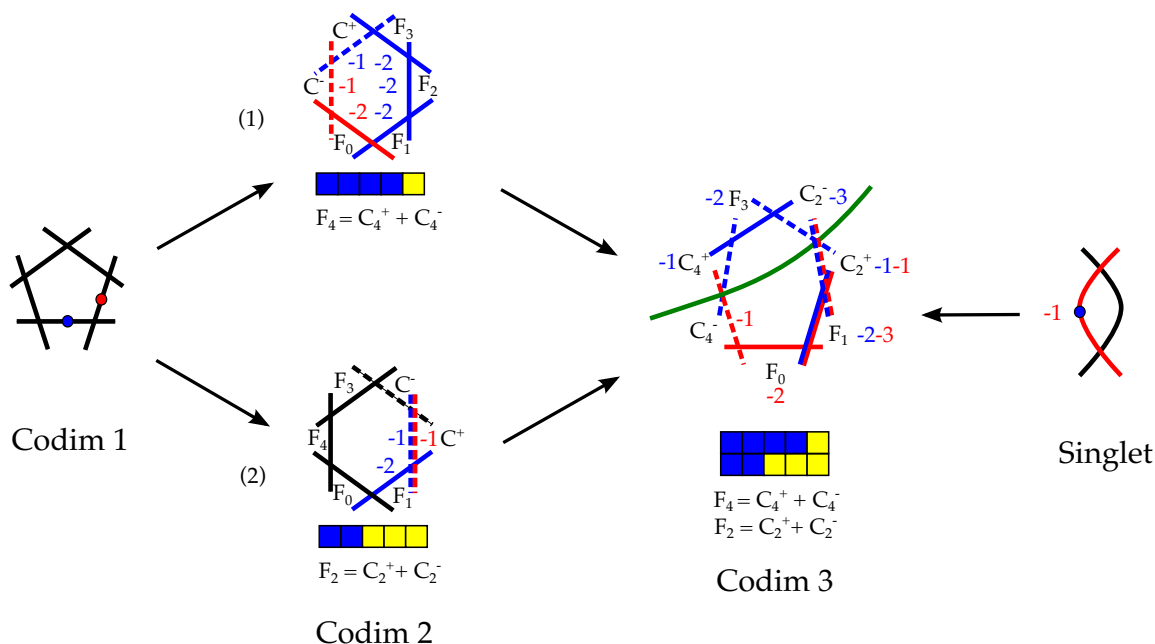 C⁺ F₃
-1 -2
C⁻ -1 -2 F₂
-2 -2
(1)
F₀ F₁
F₄ = C₄⁺ + C₄⁻
Codim 1
F₃ C⁻
F₄ -1 -1 C⁺
-2
(2)
F₀ F₁
F₂ = C₂⁺ + C₂⁻
Codim 2
-2 F₃ C₂⁻ -3
-1 C₄⁺ C₂⁺ -1 -1
C₄⁻ -1 F₁ -2 -3
F₀
-2
F₄ = C₄⁺ + C₄⁻
F₂ = C₂⁺ + C₂⁻
Codim 3
-1
Singlet